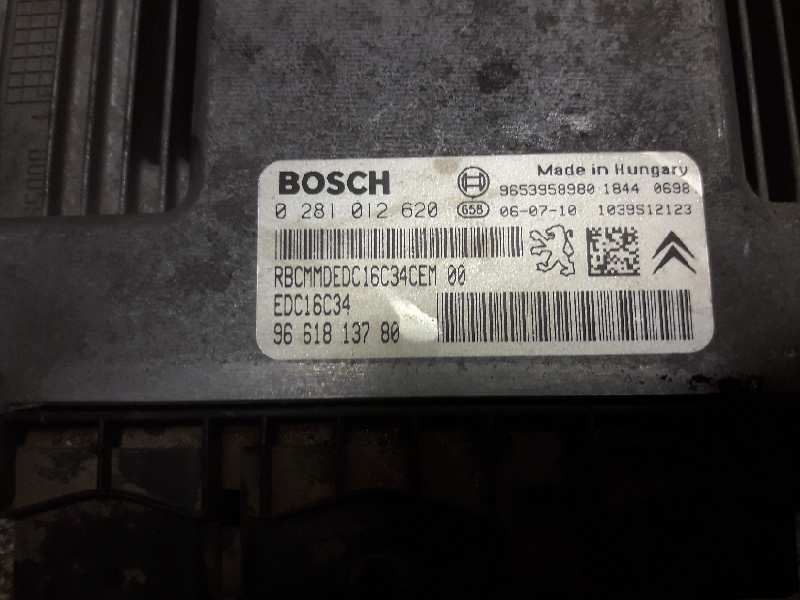 BOSCH
Made in Hungary
9653958980 1844 0698
0 281 012 620 G58 06-07-10 1039S12123
RBCMMDEDC16C34CEM 00
EDC16C34
96 618 137 80